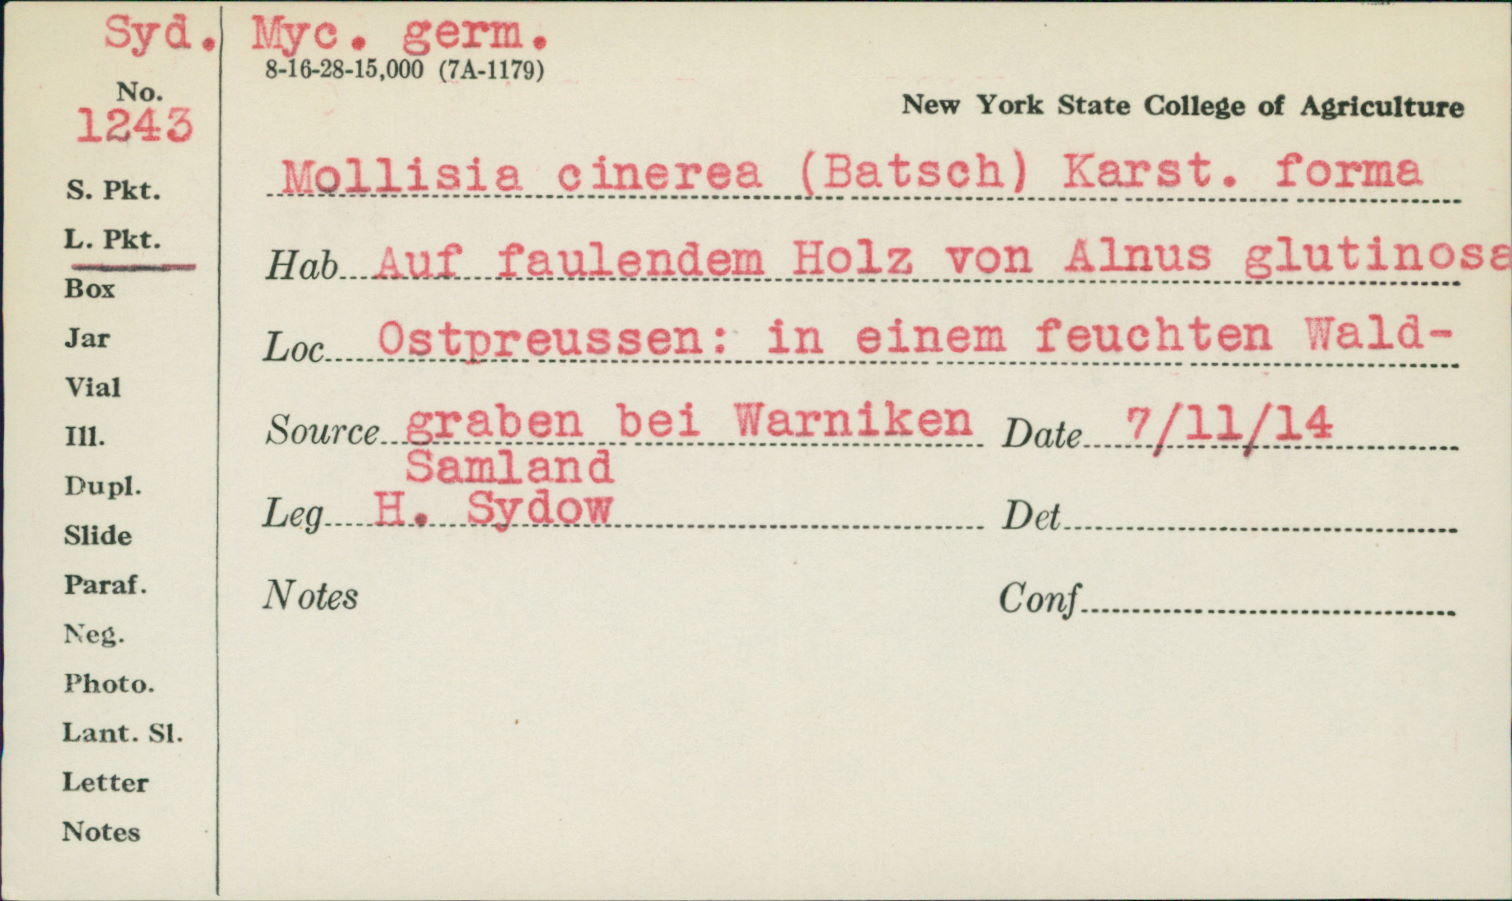 Syd. Myc. germ.
8-16-28-15,000 (7A-1179)
No.
1243
New York State College of Agriculture
Mollisia cinerea (Batsch) Karst. forma
S. Pkt.
L. Pkt.
Hab Auf faulendem Holz von Alnus glutinosa
Box
Jar
Loc Ostpreussen: in einem feuchten Wald-
Vial
Ill.
Source graben bei Warniken Date 7/11/14
Samland
Dupl.
Leg H. Sydow Det
Slide
Paraf.
Notes Conf
Neg.
Photo.
Lant. Sl.
Letter
Notes